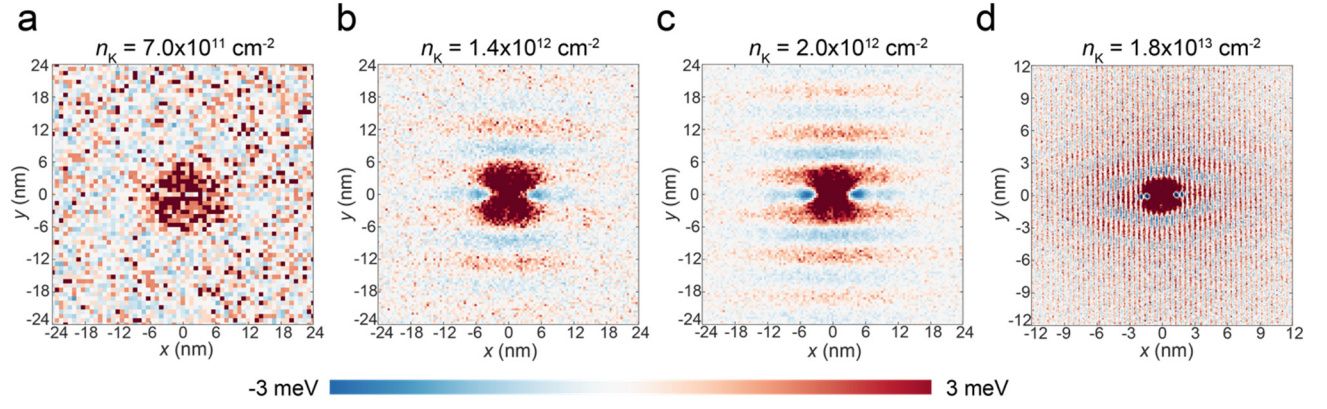 a
n_K = 7.0x10^11 cm^-2
24
18
12
6
0
-6
-12
-18
-24
y (nm)
-24 -18 -12 -6 0 6 12 18 24
x (nm)
b
n_K = 1.4x10^12 cm^-2
24
18
12
6
0
-6
-12
-18
-24
y (nm)
-24 -18 -12 -6 0 6 12 18 24
x (nm)
c
n_K = 2.0x10^12 cm^-2
24
18
12
6
0
-6
-12
-18
-24
y (nm)
-24 -18 -12 -6 0 6 12 18 24
x (nm)
d
n_K = 1.8x10^13 cm^-2
12
9
6
3
0
-3
-6
-9
-12
y (nm)
-12 -9 -6 -3 0 3 6 9 12
x (nm)
-3 meV 3 meV